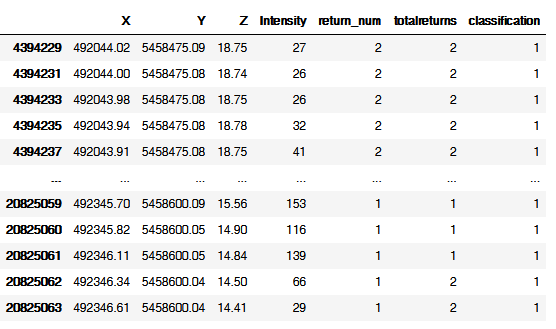 X Y Z Intensity return_num totalreturns classification
4394229 492044.02 5458475.09 18.75 27 2 2 1
4394231 492044.00 5458475.08 18.74 26 2 2 1
4394233 492043.98 5458475.08 18.75 26 2 2 1
4394235 492043.94 5458475.08 18.78 32 2 2 1
4394237 492043.91 5458475.08 18.75 41 2 2 1
... ... ... ... ... ... ... ...
20825059 492345.70 5458600.09 15.56 153 1 1 1
20825060 492345.82 5458600.05 14.90 116 1 1 1
20825061 492346.11 5458600.05 14.84 139 1 1 1
20825062 492346.34 5458600.04 14.50 66 1 2 1
20825063 492346.61 5458600.04 14.41 29 1 2 1